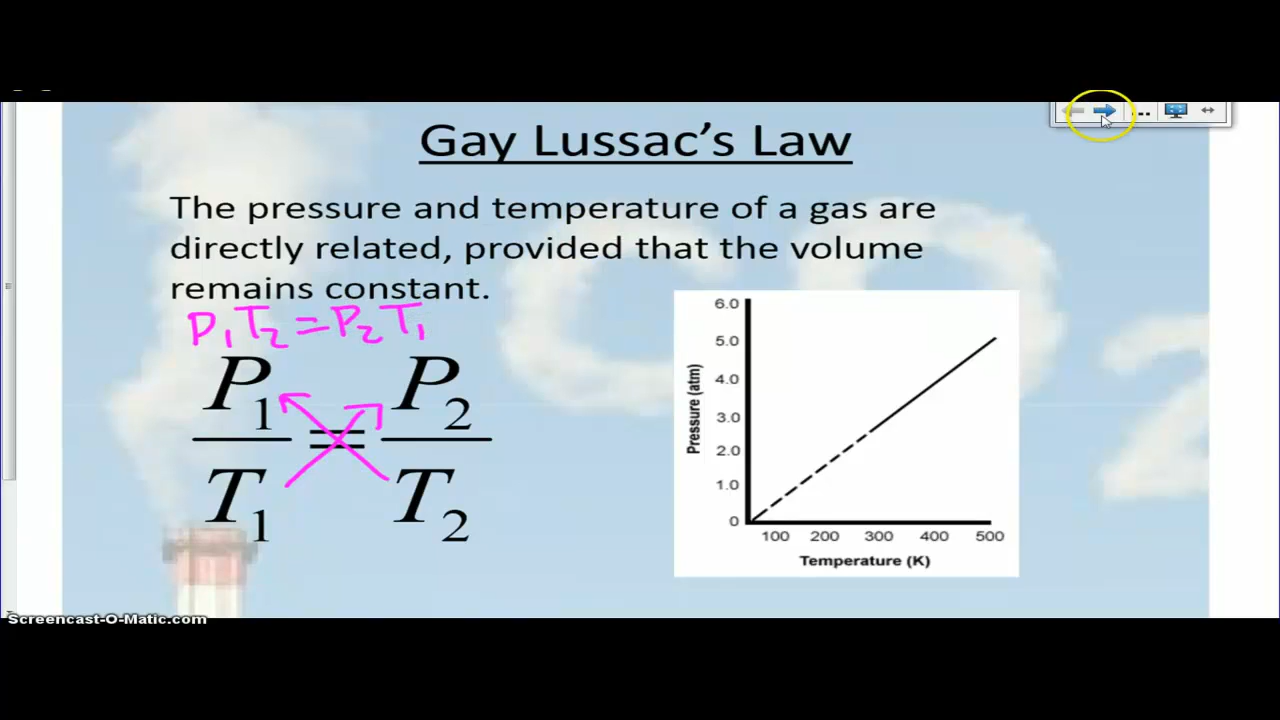 Gay Lussac's Law
The pressure and temperature of a gas are
directly related, provided that the volume
remains constant.
P₁T₂=P₂T₁
P₁ P₂
=
T₁ T₂
6.0
5.0
4.0
3.0
2.0
1.0
0
Pressure (atm)
100 200 300 400 500
Temperature (K)
CO2
Screencast-O-Matic.com